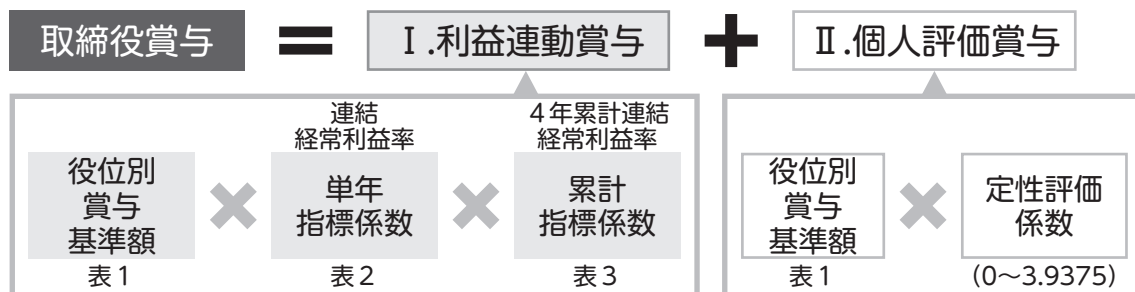 取締役賞与 = Ⅰ.利益連動賞与 + Ⅱ.個人評価賞与
連結
経常利益率
4年累計連結
経常利益率
役位別
賞与
基準額
表1
×
単年
指標係数
表2
×
累計
指標係数
表3
役位別
賞与
基準額
表1
×
定性評価
係数
(0〜3.9375)